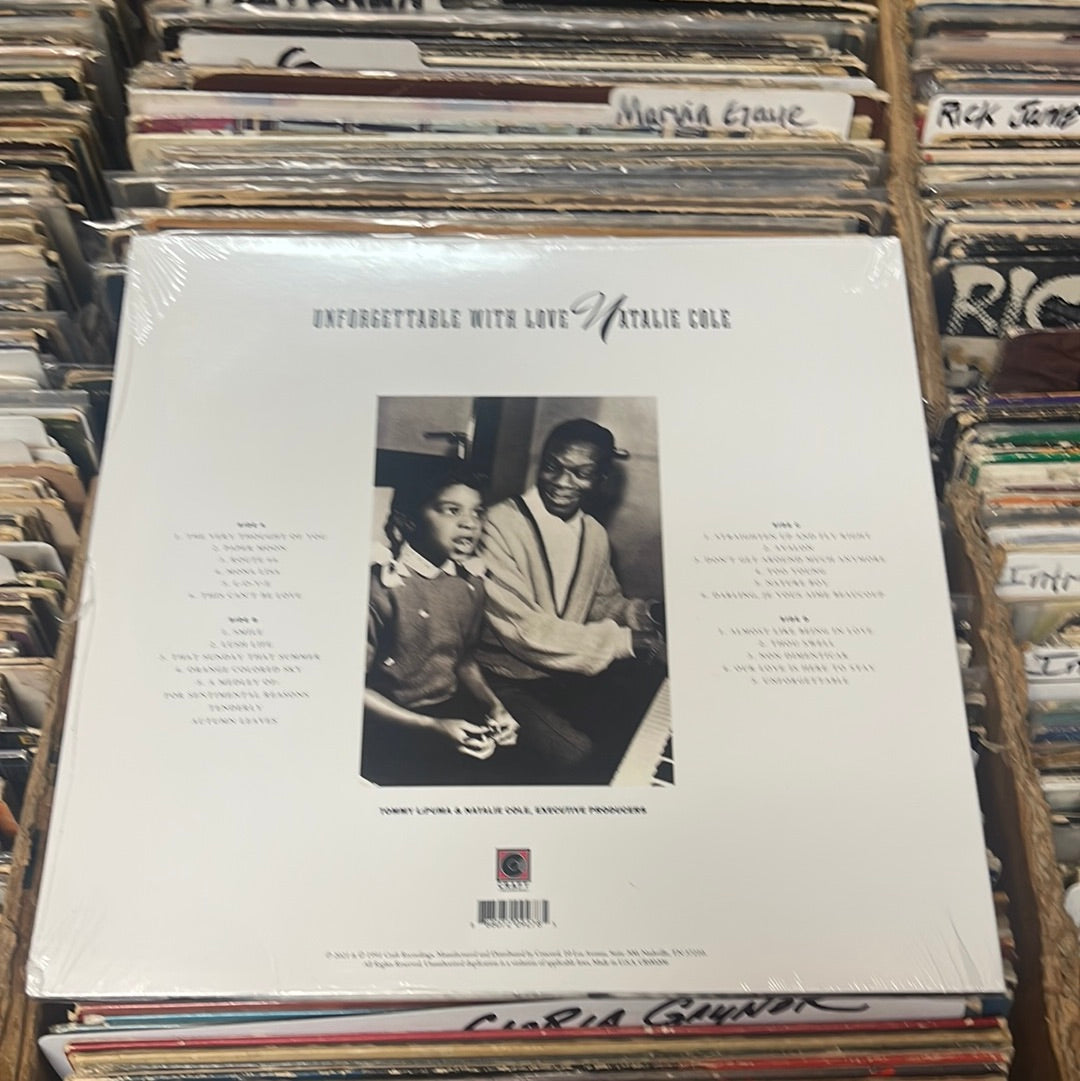 Marvin Gaye
RICK JAME
RIC
UNFORGETTABLE WITH LOVE NATALIE COLE
SIDE A
1. THE VERY THOUGHT OF YOU
2. PAPER MOON
3. ROUTE 66
4. MONA LISA
5. L-O-V-E
6. THIS CAN'T BE LOVE
SIDE B
1. SMILE
2. LUSH LIFE
3. THAT SUNDAY THAT SUMMER
4. ORANGE COLORED SKY
5. A MEDLEY OF:
FOR SENTIMENTAL REASONS
TENDERLY
AUTUMN LEAVES
SIDE C
1. STRAIGHTEN UP AND FLY RIGHT
2. AVALON
3. DON'T GET AROUND MUCH ANYMORE
4. TOO YOUNG
5. NATURE BOY
6. DARLING, JE VOUS AIME BEAUCOUP
SIDE D
1. ALMOST LIKE BEING IN LOVE
2. THOU SWELL
3. NON DIMENTICAR
4. OUR LOVE IS HERE TO STAY
5. UNFORGETTABLE
TOMMY LiPUMA & NATALIE COLE, EXECUTIVE PRODUCERS
CRAFT
GLORIA GAYNOR